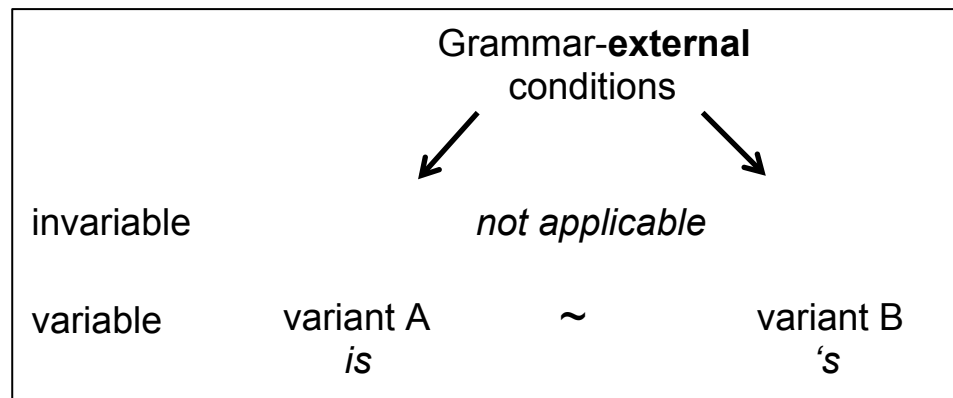 Grammar-external
conditions
invariable not applicable
variable variant A ~ variant B
is ‘s